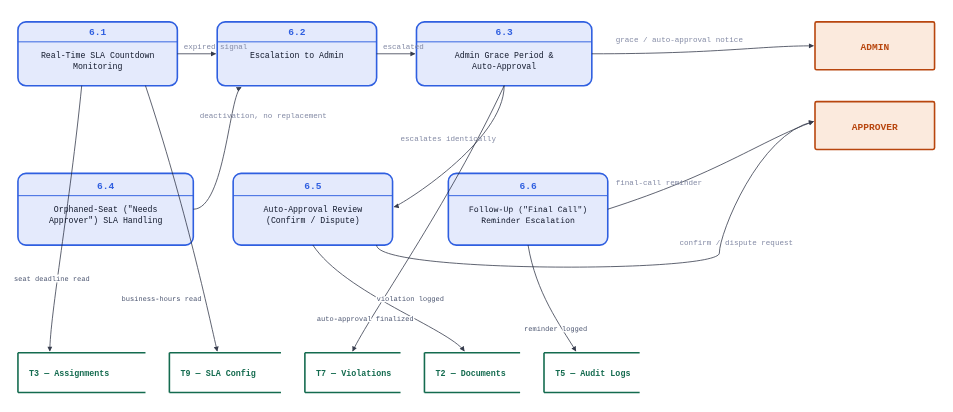 6.1
Real-Time SLA Countdown
Monitoring
expired signal
6.2
Escalation to Admin
escalated
6.3
Admin Grace Period &
Auto-Approval
grace / auto-approval notice
ADMIN
APPROVER
deactivation, no replacement
escalates identically
6.4
Orphaned-Seat ("Needs
Approver") SLA Handling
6.5
Auto-Approval Review
(Confirm / Dispute)
6.6
Follow-Up ("Final Call")
Reminder Escalation
final-call reminder
confirm / dispute request
seat deadline read
business-hours read
violation logged
auto-approval finalized
reminder logged
T3 — Assignments
T9 — SLA Config
T7 — Violations
T2 — Documents
T5 — Audit Logs